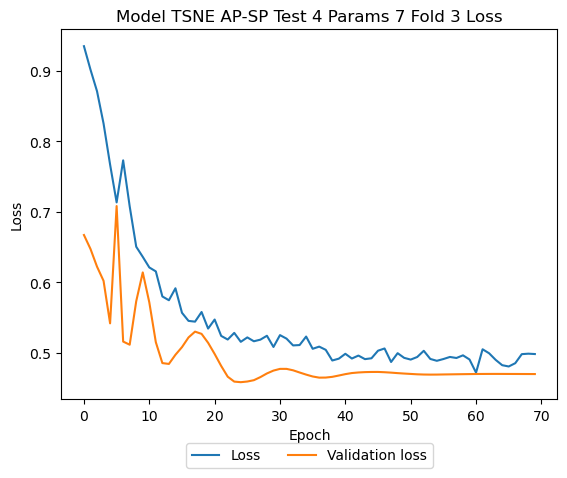 Model TSNE AP-SP Test 4 Params 7 Fold 3 Loss
0.9
0.8
0.7
0.6
0.5
Loss
0 10 20 30 40 50 60 70
Epoch
Loss Validation loss